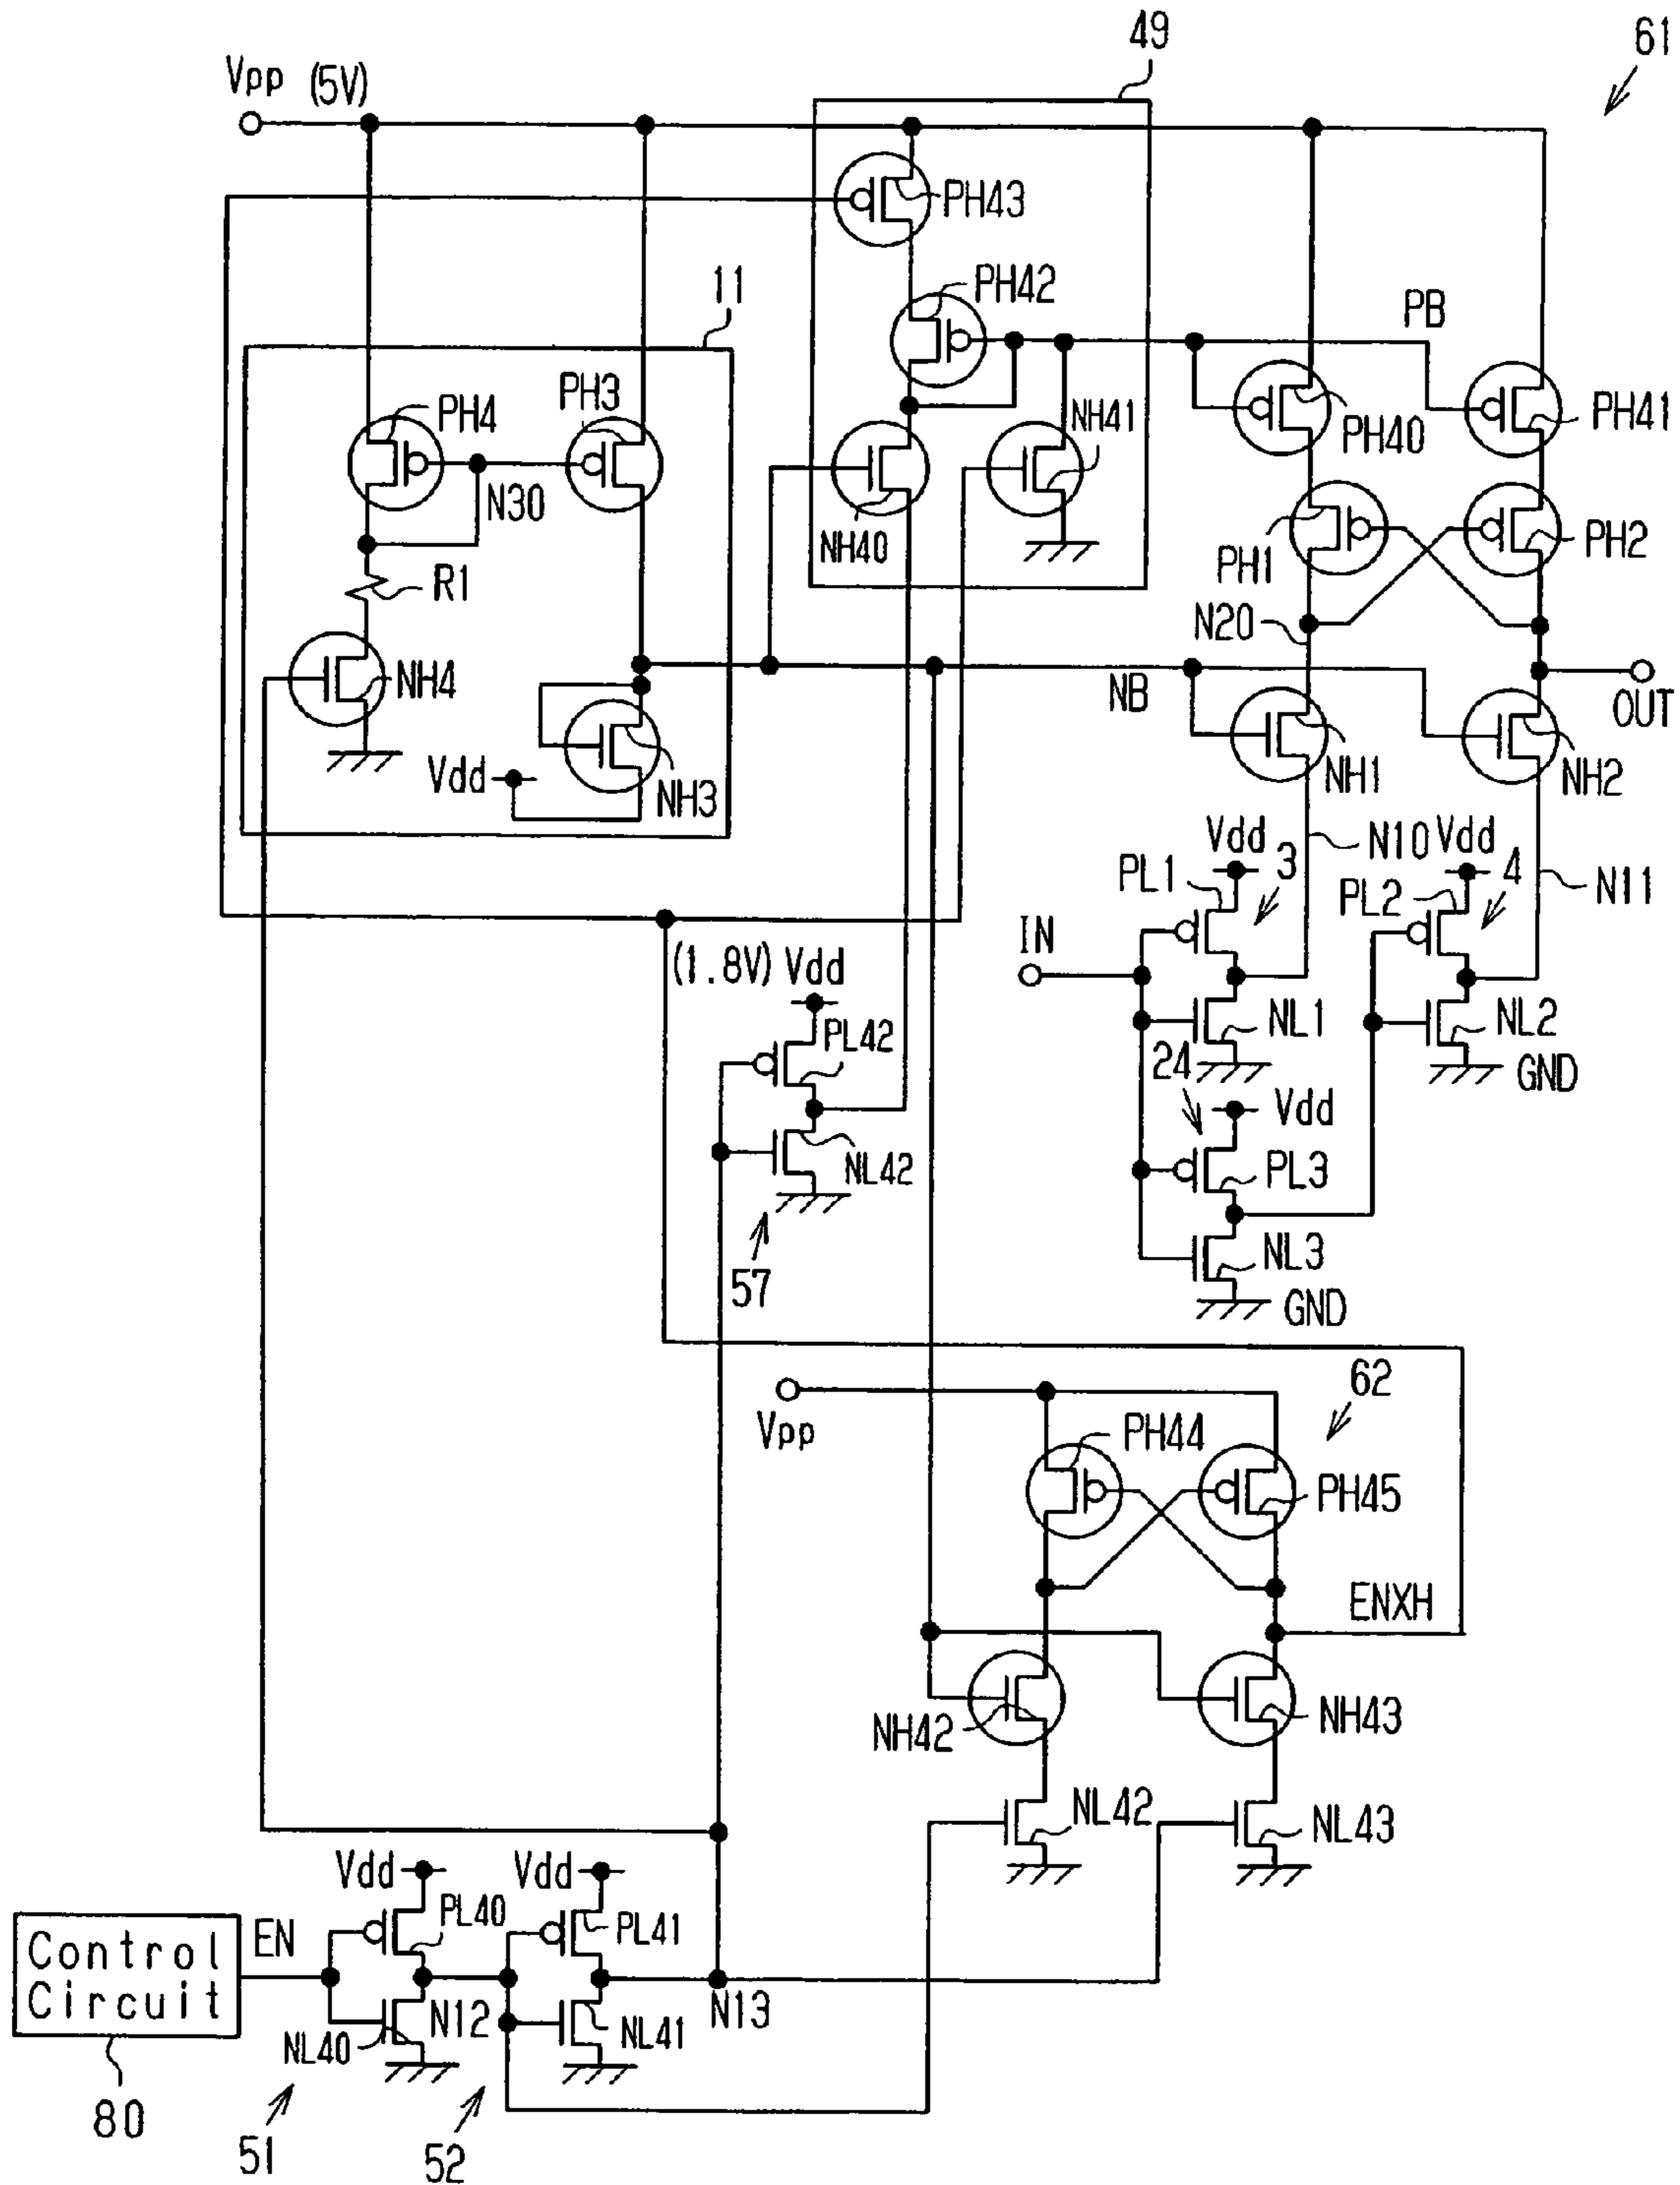 49
61
Vpp (5V)
PH43
11
PH42
PB
PH4
PH3
NH41
PH40
PH41
N30
NH40
PH1
PH2
R1
N20
NH4
NB
OUT
Vdd
NH3
NH1
NH2
Vdd
3
N10
Vdd
4
N11
PL1
PL2
IN
(1.8V) Vdd
PL42
NL1
NL2
24
GND
Vdd
NL42
PL3
57
NL3
GND
62
Vpp
PH44
PH45
ENXH
NH42
NH43
NL42
NL43
Vdd
Vdd
PL40
PL41
Control
Circuit
EN
N12
NL41
N13
NL40
80
51
52